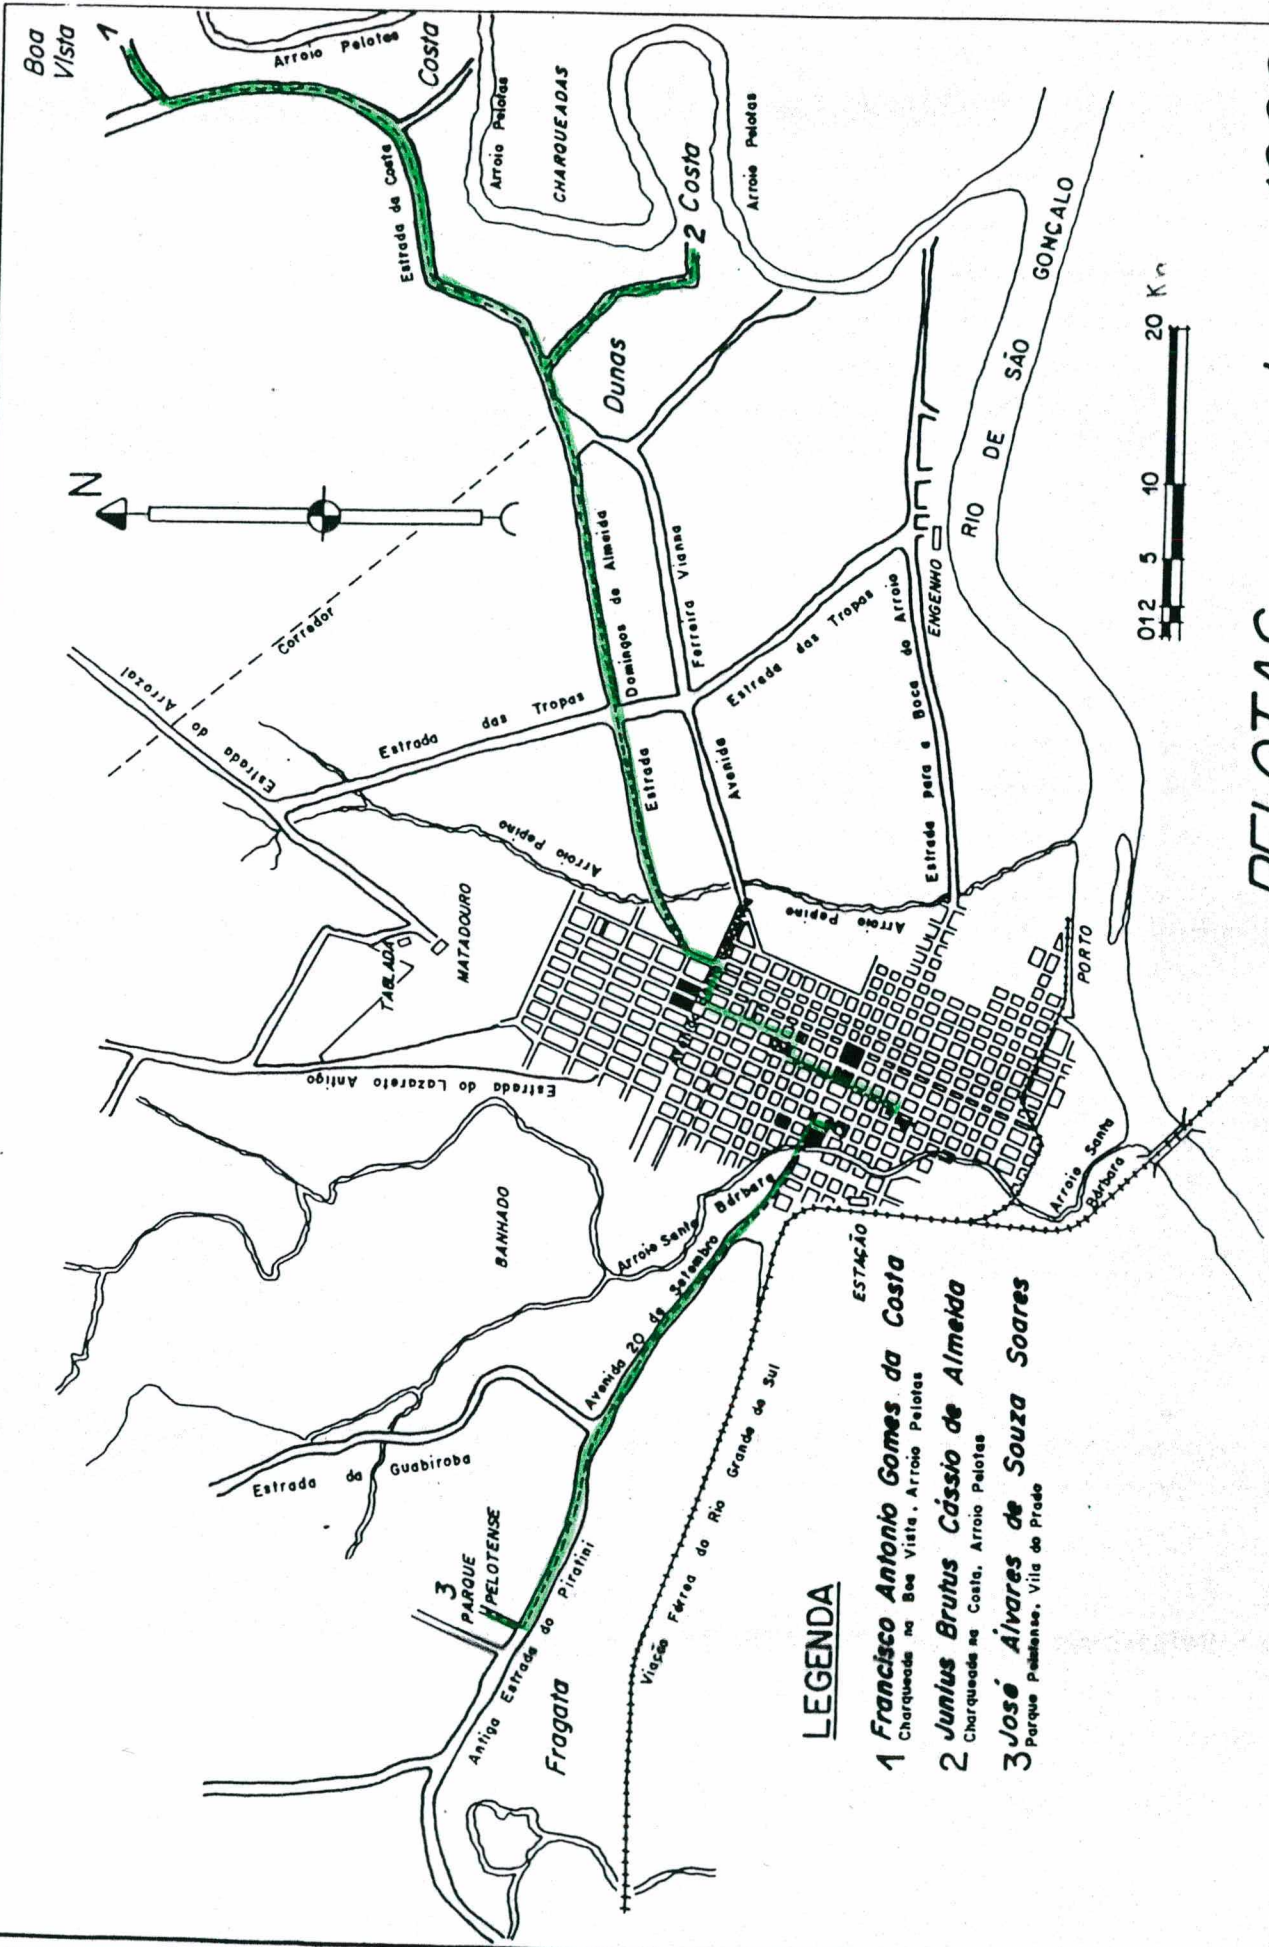 Boa
Vista
1
Arroio Pelotas
Costa
Arroio Pelotas
CHARQUEADAS
Estrada da Costa
2 Costa
Arroio Pelotas
N
Dunas
RIO DE SÃO GONÇALO
Corredor
Estrada do Arrozal
Estrada das Tropas
Estrada Domingos de Almeida
Avenida Ferreira Vianna
Estrada das Tropas
Estrada para a Boca do Arroio
ENGENHO
012 5 10 20 Km
Arroio Pepino
Arroio Pepino
TABLADA
MATADOURO
Estrada do Lazareto Antigo
PORTO
BANHADO
Arroio Santa Bárbara
Arroio Santa
Bárbara
Avenida 20 de Setembro
ESTAÇÃO
Estrada da Guabiroba
3
PARQUE
PELOTENSE
Antiga Estrada do Piratini
Fragata
Viação Férrea do Rio Grande do Sul
LEGENDA
1 Francisco Antonio Gomes da Costa
Charqueada na Boa Vista, Arroio Pelotas
2 Junius Brutus Cássio de Almeida
Charqueada na Costa, Arroio Pelotas
3 José Álvares de Souza Soares
Parque Pelotense, Vila do Prado
PELOTAS